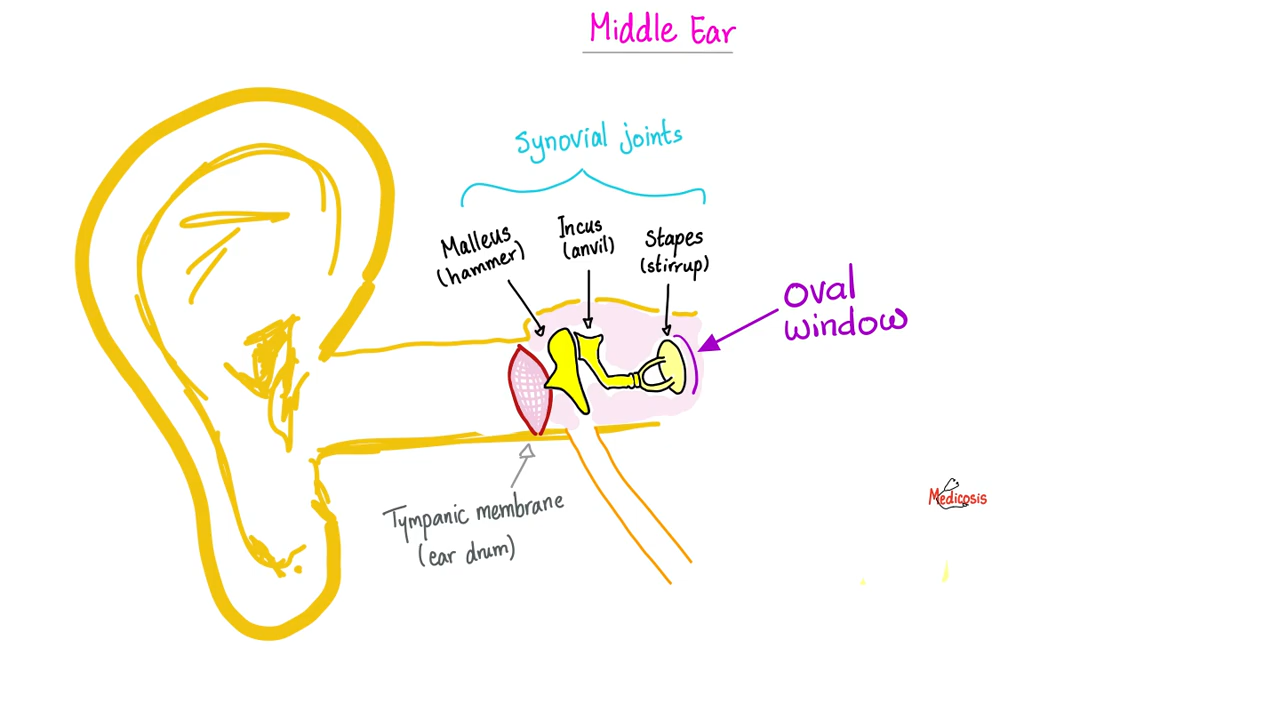 Middle Ear
Synovial joints
Malleus
(hammer)
Incus
(anvil)
Stapes
(stirrup)
Oval
window
Tympanic membrane
(ear drum)
Medicosis